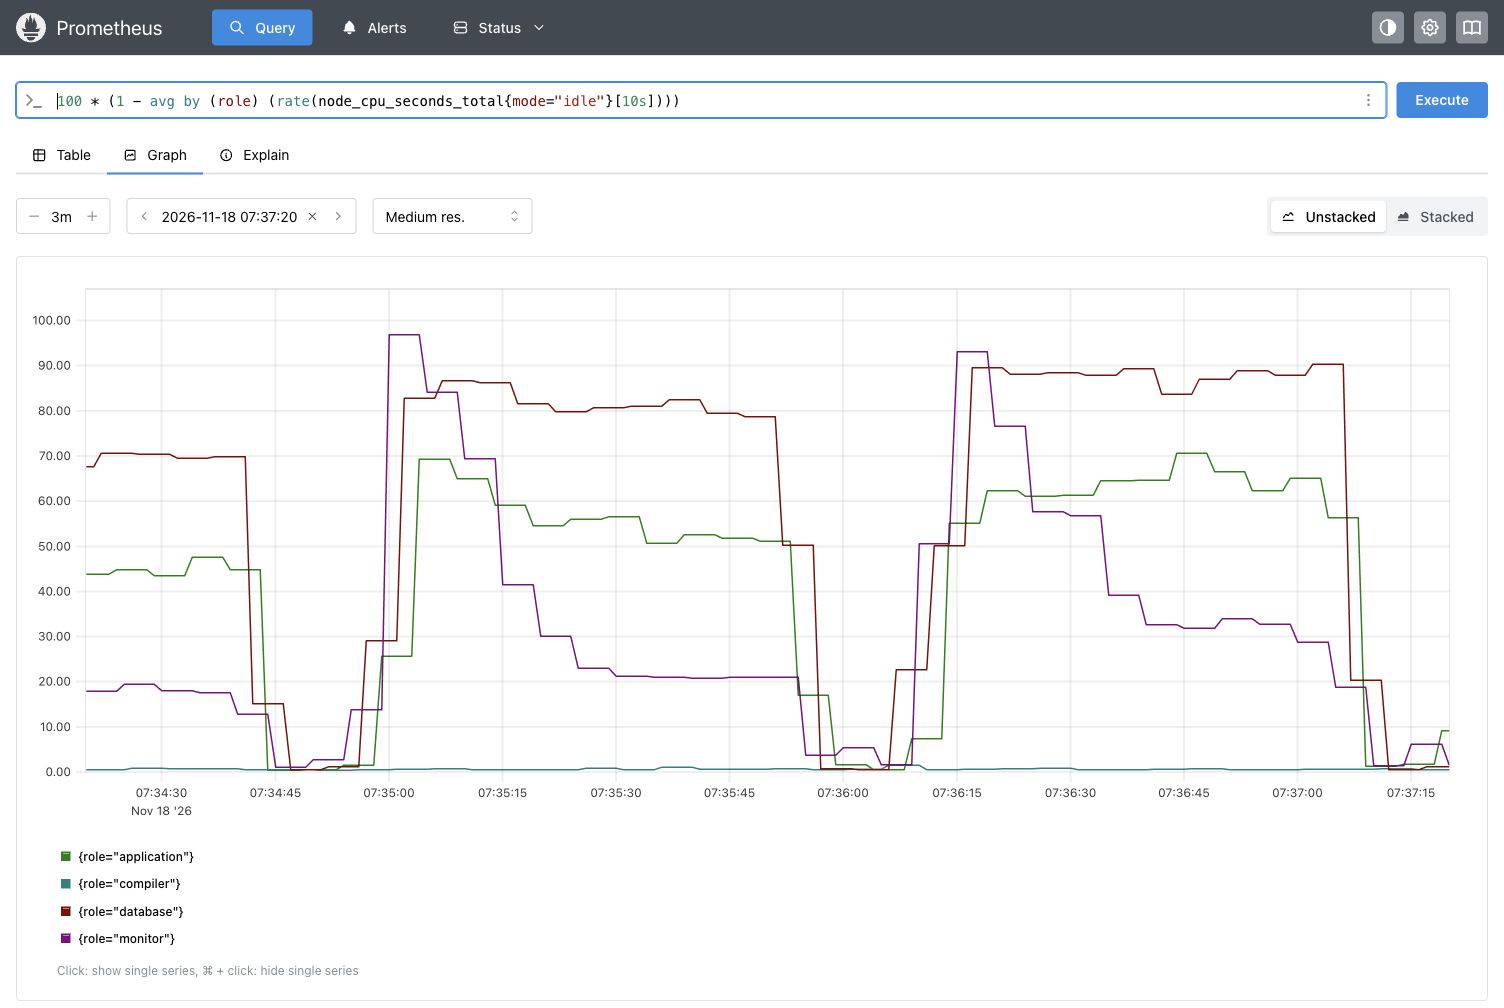 Prometheus Query Alerts Status
>_ 100 * (1 - avg by (role) (rate(node_cpu_seconds_total{mode="idle"}[10s]))) Execute
Table Graph Explain
3m 2026-11-18 07:37:20 Medium res. Unstacked Stacked
100.00
90.00
80.00
70.00
60.00
50.00
40.00
30.00
20.00
10.00
0.00
07:34:30 07:34:45 07:35:00 07:35:15 07:35:30 07:35:45 07:36:00 07:36:15 07:36:30 07:36:45 07:37:00 07:37:15
Nov 18 '26
{role="application"}
{role="compiler"}
{role="database"}
{role="monitor"}
Click: show single series, ⌘ + click: hide single series